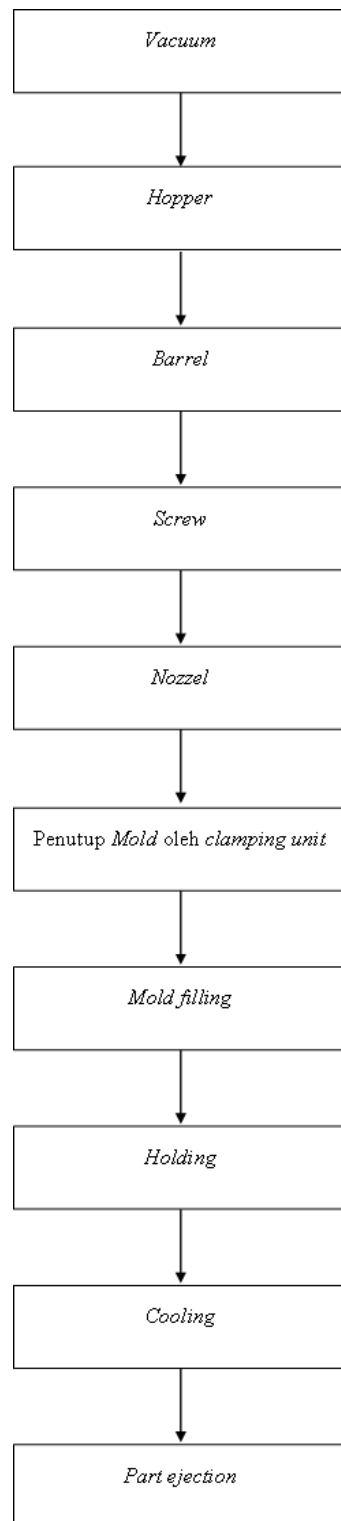 Vacuum
Hopper
Barrel
Screw
Nozzel
Penutup Mold oleh clamping unit
Mold filling
Holding
Cooling
Part ejection